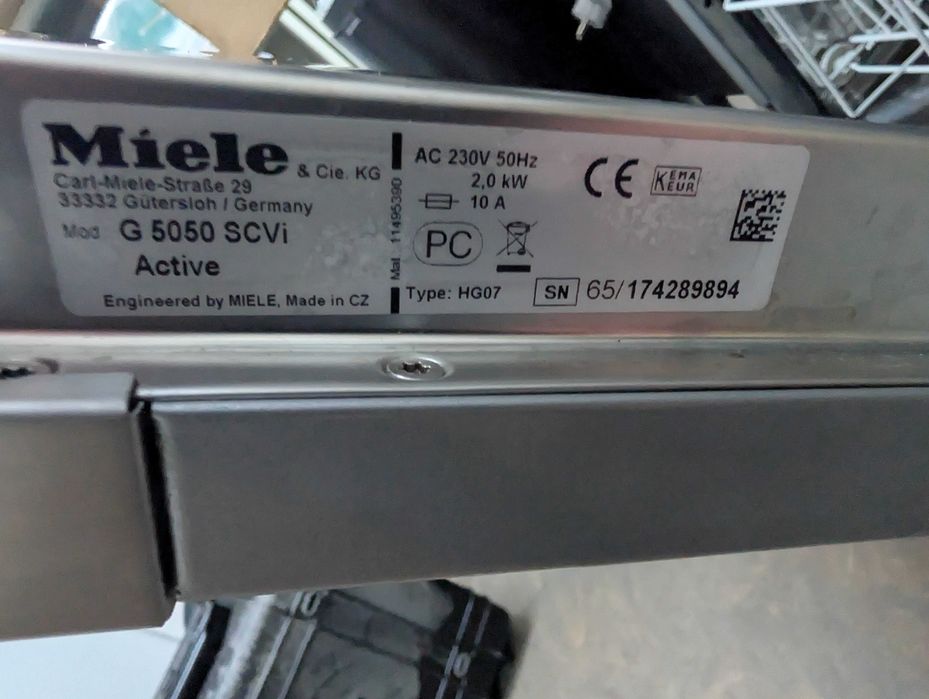 Miele & Cie. KG
Carl-Miele-Straße 29
33332 Gütersloh / Germany
Mod G 5050 SCVi
Active
Engineered by MIELE, Made in CZ
Mat.: 11495390
AC 230V 50Hz
2,0 kW
10 A
PC
Type: HG07
CE
KEMA
KEUR
SN 65/174289894